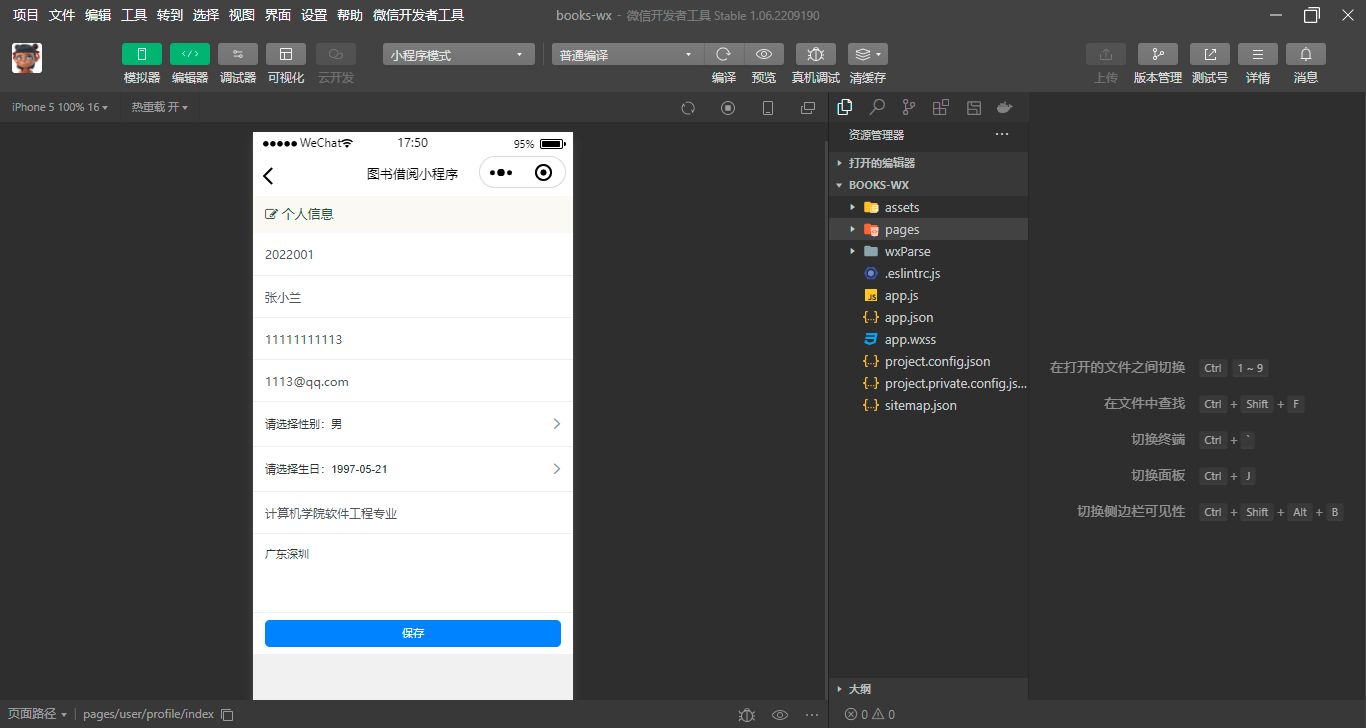 项目 文件 编辑 工具 转到 选择 视图 界面 设置 帮助 微信开发者工具
books-wx - 微信开发者工具 Stable 1.06.2209190
模拟器 编辑器 调试器 可视化 云开发
小程序模式
普通编译
编译 预览 真机调试 清缓存
上传 版本管理 测试号 详情 消息
iPhone 5 100% 16
热重载 开
WeChat
17:50
95%
图书借阅小程序
个人信息
2022001
张小兰
11111111113
1113@qq.com
请选择性别：男
请选择生日：1997-05-21
计算机学院软件工程专业
广东深圳
保存
资源管理器
打开的编辑器
BOOKS-WX
assets
pages
wxParse
.eslintrc.js
app.js
app.json
app.wxss
project.config.json
project.private.config.js...
sitemap.json
大纲
在打开的文件之间切换 Ctrl 1 ~ 9
在文件中查找 Ctrl + Shift + F
切换终端 Ctrl + `
切换面板 Ctrl + J
切换侧边栏可见性 Ctrl + Shift + Alt + B
页面路径 | pages/user/profile/index
0 0